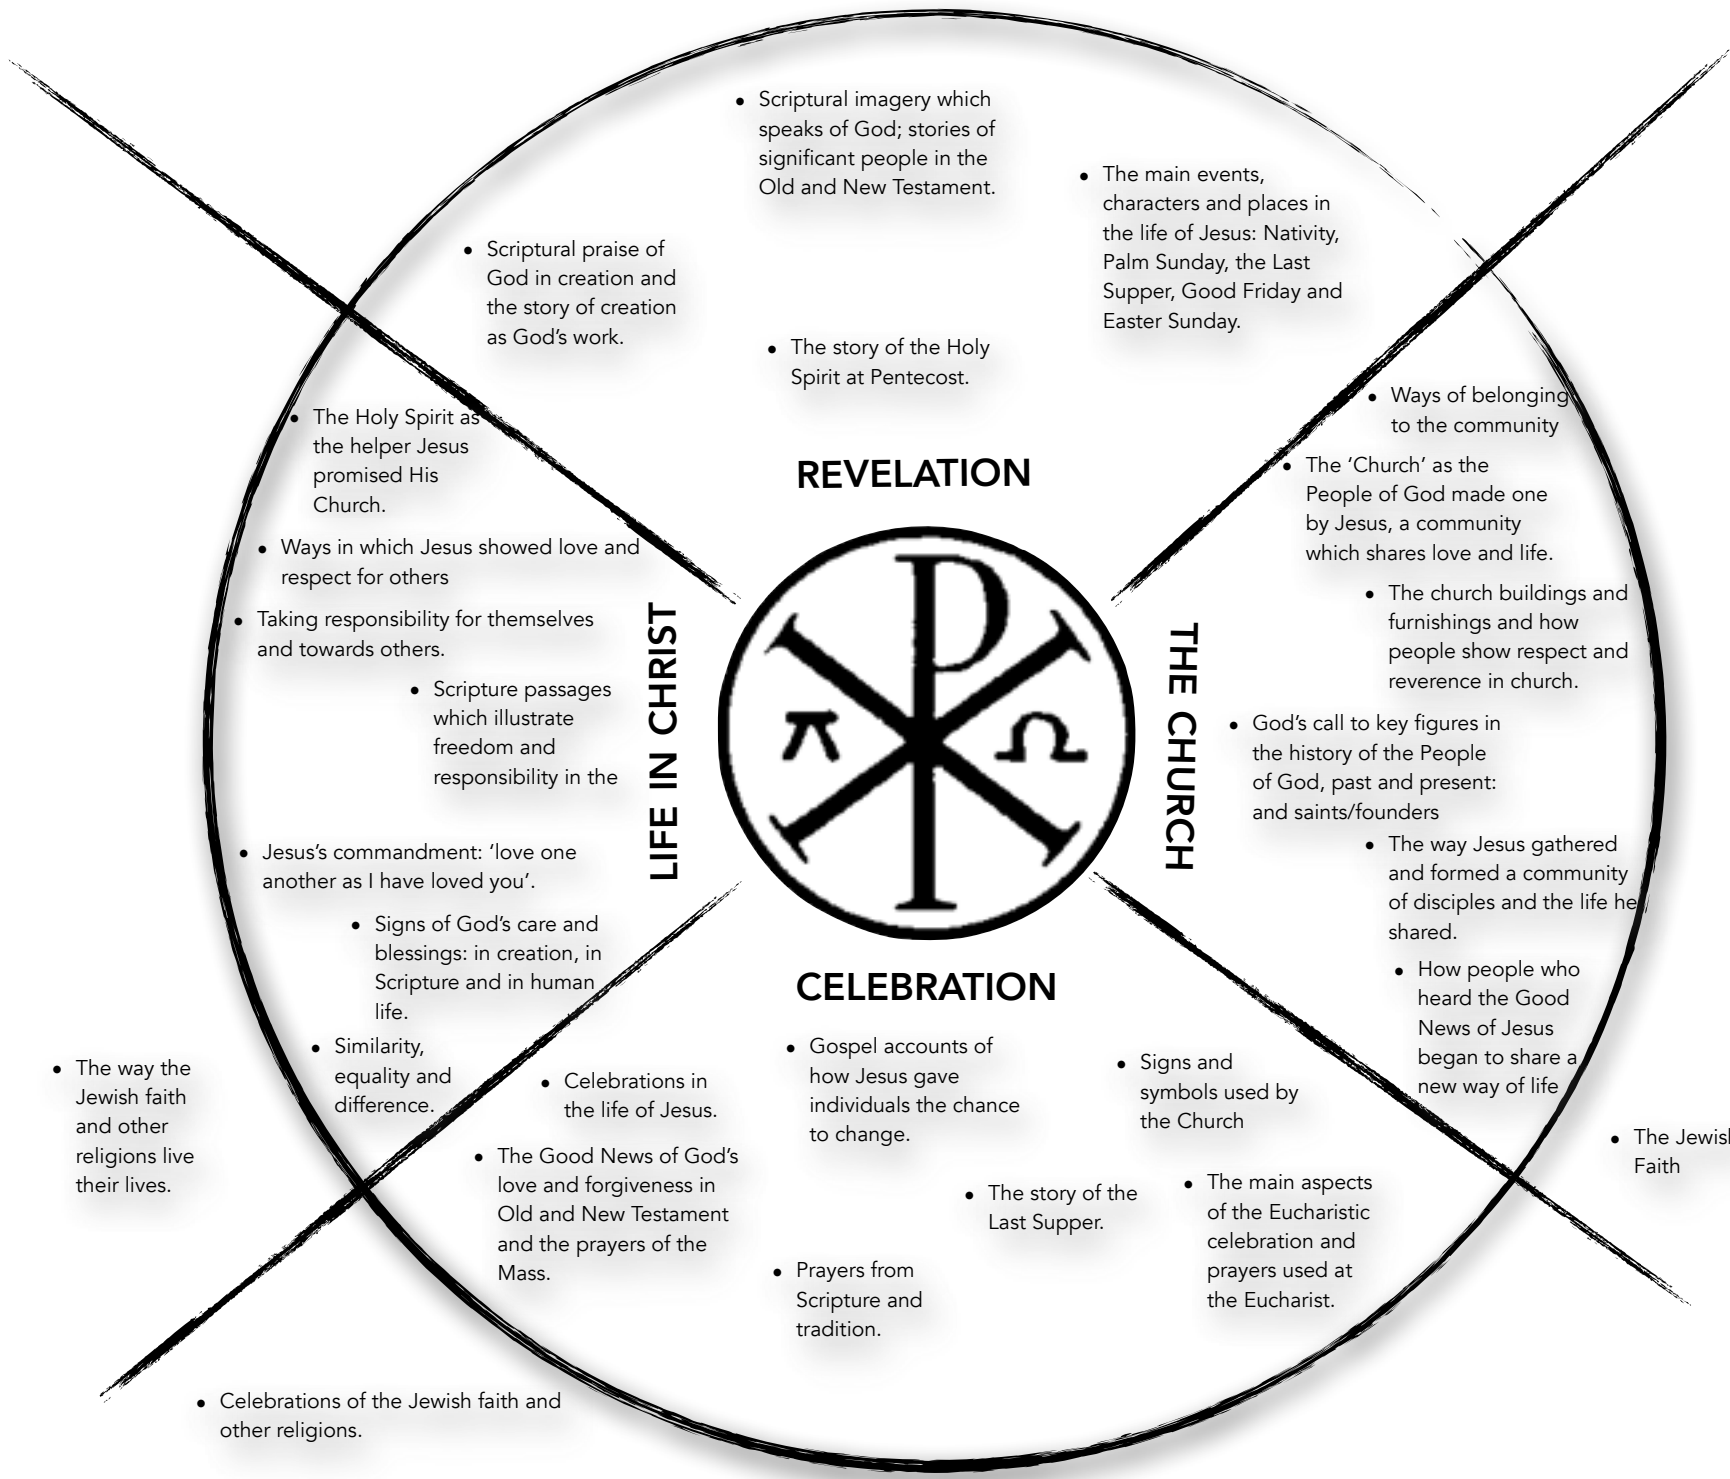 • Scriptural imagery which
speaks of God; stories of
significant people in the
Old and New Testament.
• The main events,
characters and places in
the life of Jesus: Nativity,
Palm Sunday, the Last
Supper, Good Friday and
Easter Sunday.
• Scriptural praise of
God in creation and
the story of creation
as God's work.
• The story of the Holy
Spirit at Pentecost.
REVELATION
• The Holy Spirit as
the helper Jesus
promised His
Church.
• Ways in which Jesus showed love and
respect for others
• Taking responsibility for themselves
and towards others.
• Scripture passages
which illustrate
freedom and
responsibility in the
• Jesus's commandment: 'love one
another as I have loved you'.
• Signs of God's care and
blessings: in creation, in
Scripture and in human
life.
• Similarity,
equality and
difference.
LIFE IN CHRIST
• The way the
Jewish faith
and other
religions live
their lives.
Ω
THE CHURCH
• Ways of belonging
to the community
• The 'Church' as the
People of God made one
by Jesus, a community
which shares love and life.
• The church buildings and
furnishings and how
people show respect and
reverence in church.
• God's call to key figures in
the history of the People
of God, past and present:
and saints/founders
• The way Jesus gathered
and formed a community
of disciples and the life he
shared.
• How people who
heard the Good
News of Jesus
began to share a
new way of life
• The Jewish
Faith
CELEBRATION
• Celebrations in
the life of Jesus.
• Gospel accounts of
how Jesus gave
individuals the chance
to change.
• Signs and
symbols used by
the Church
• The Good News of God's
love and forgiveness in
Old and New Testament
and the prayers of the
Mass.
• The story of the
Last Supper.
• The main aspects
of the Eucharistic
celebration and
prayers used at
the Eucharist.
• Prayers from
Scripture and
tradition.
• Celebrations of the Jewish faith and
other religions.